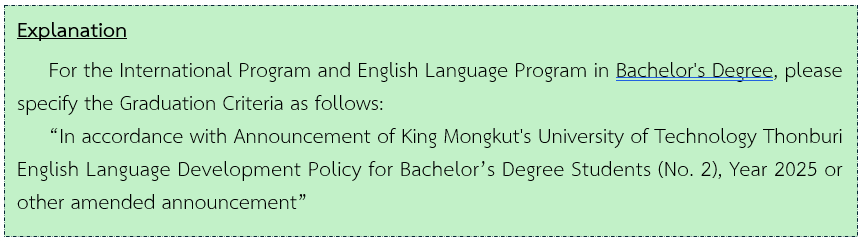 Explanation
For the International Program and English Language Program in Bachelor's Degree, please
specify the Graduation Criteria as follows:
“In accordance with Announcement of King Mongkut's University of Technology Thonburi
English Language Development Policy for Bachelor’s Degree Students (No. 2), Year 2025 or
other amended announcement”